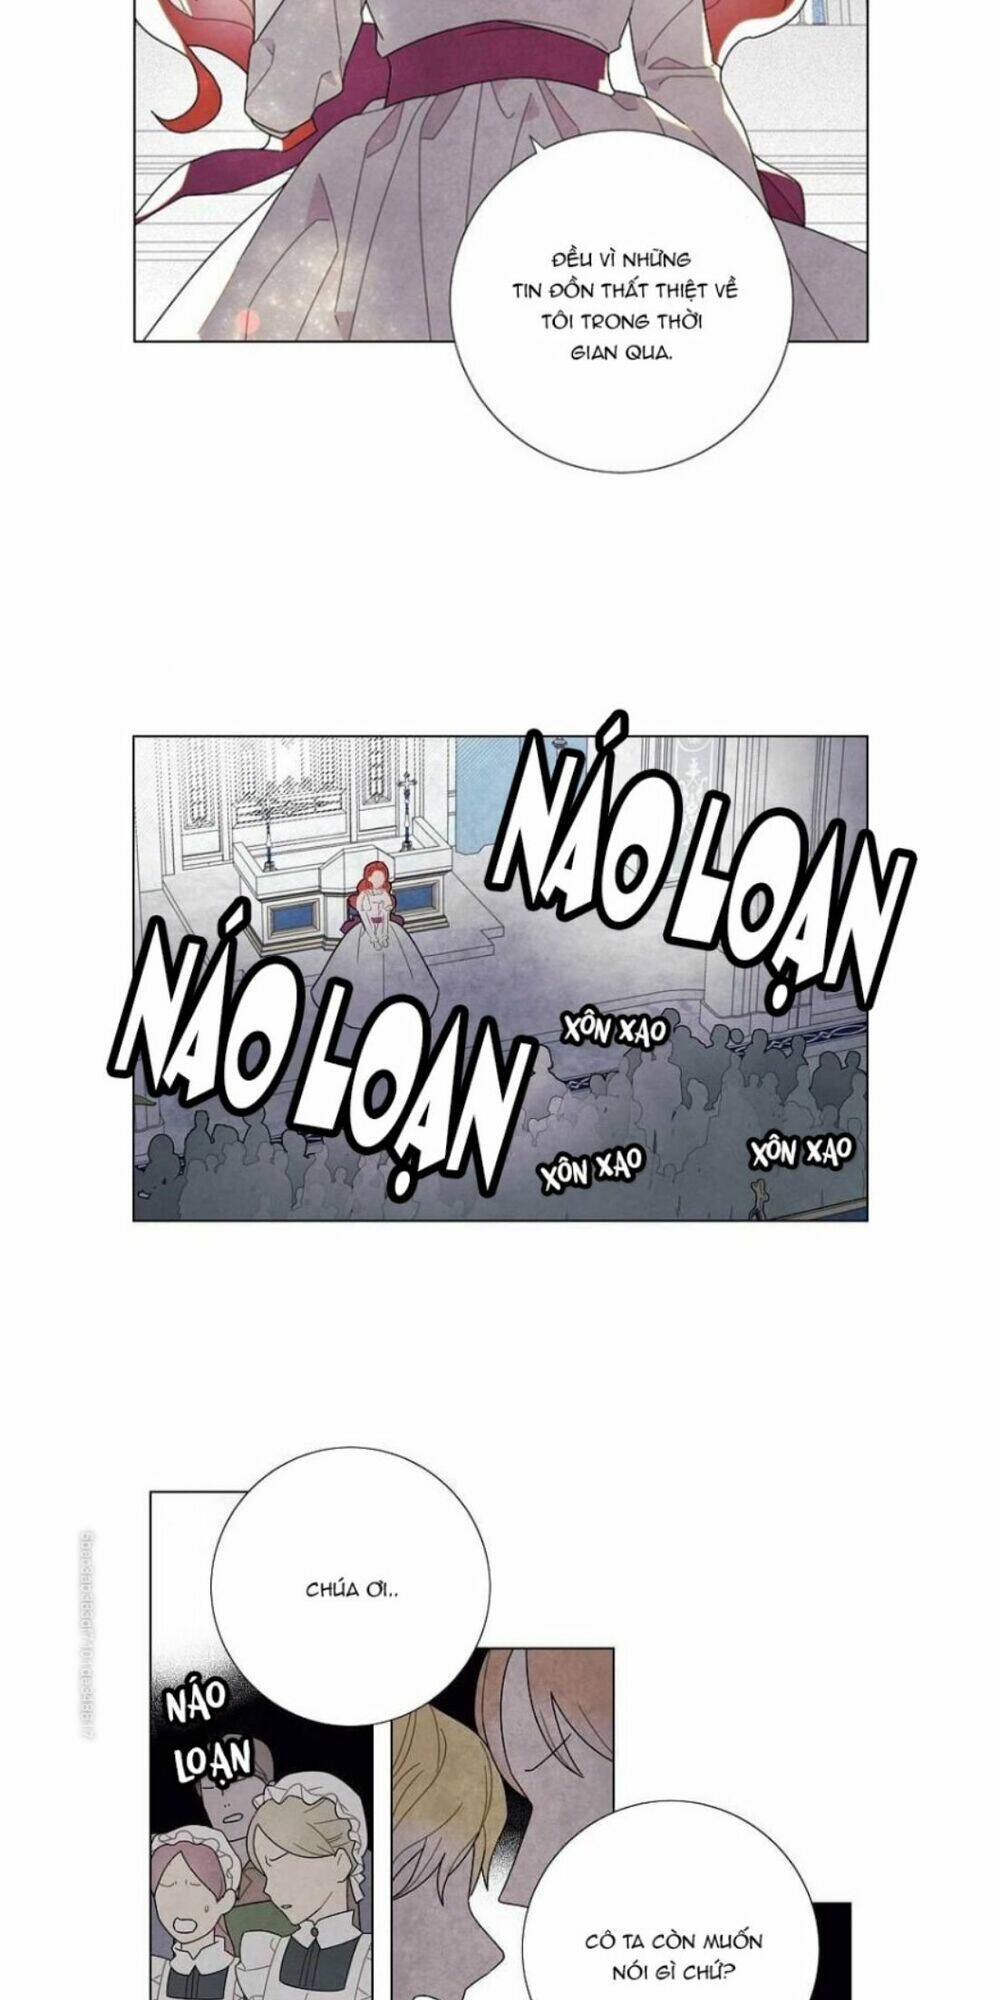 ĐỀU VÌ NHỮNG
TIN ĐỒN THẤT THIỆT VỀ
TÔI TRONG THỜI
GIAN QUA.
NÁO LOẠN
NÁO LOẠN
XÔN XAO
XÔN XAO
XÔN XAO
CHÚA ƠI..
NÁO
LOẠN
CÔ TA CÒN MUỐN
NÓI GÌ CHỨ?